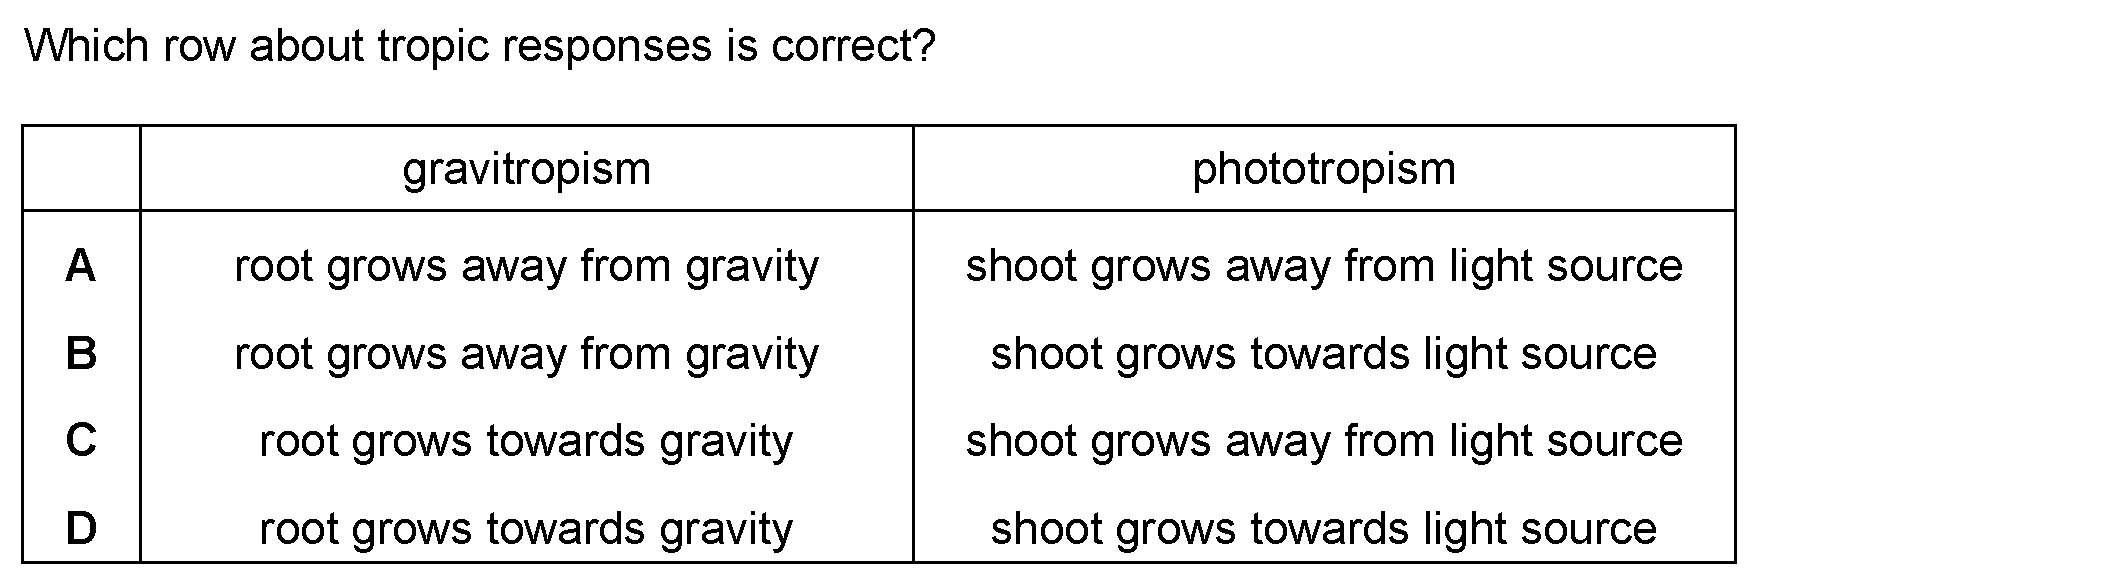 Which row about tropic responses is correct?
gravitropism phototropism
A root grows away from gravity shoot grows away from light source
B root grows away from gravity shoot grows towards light source
C root grows towards gravity shoot grows away from light source
D root grows towards gravity shoot grows towards light source